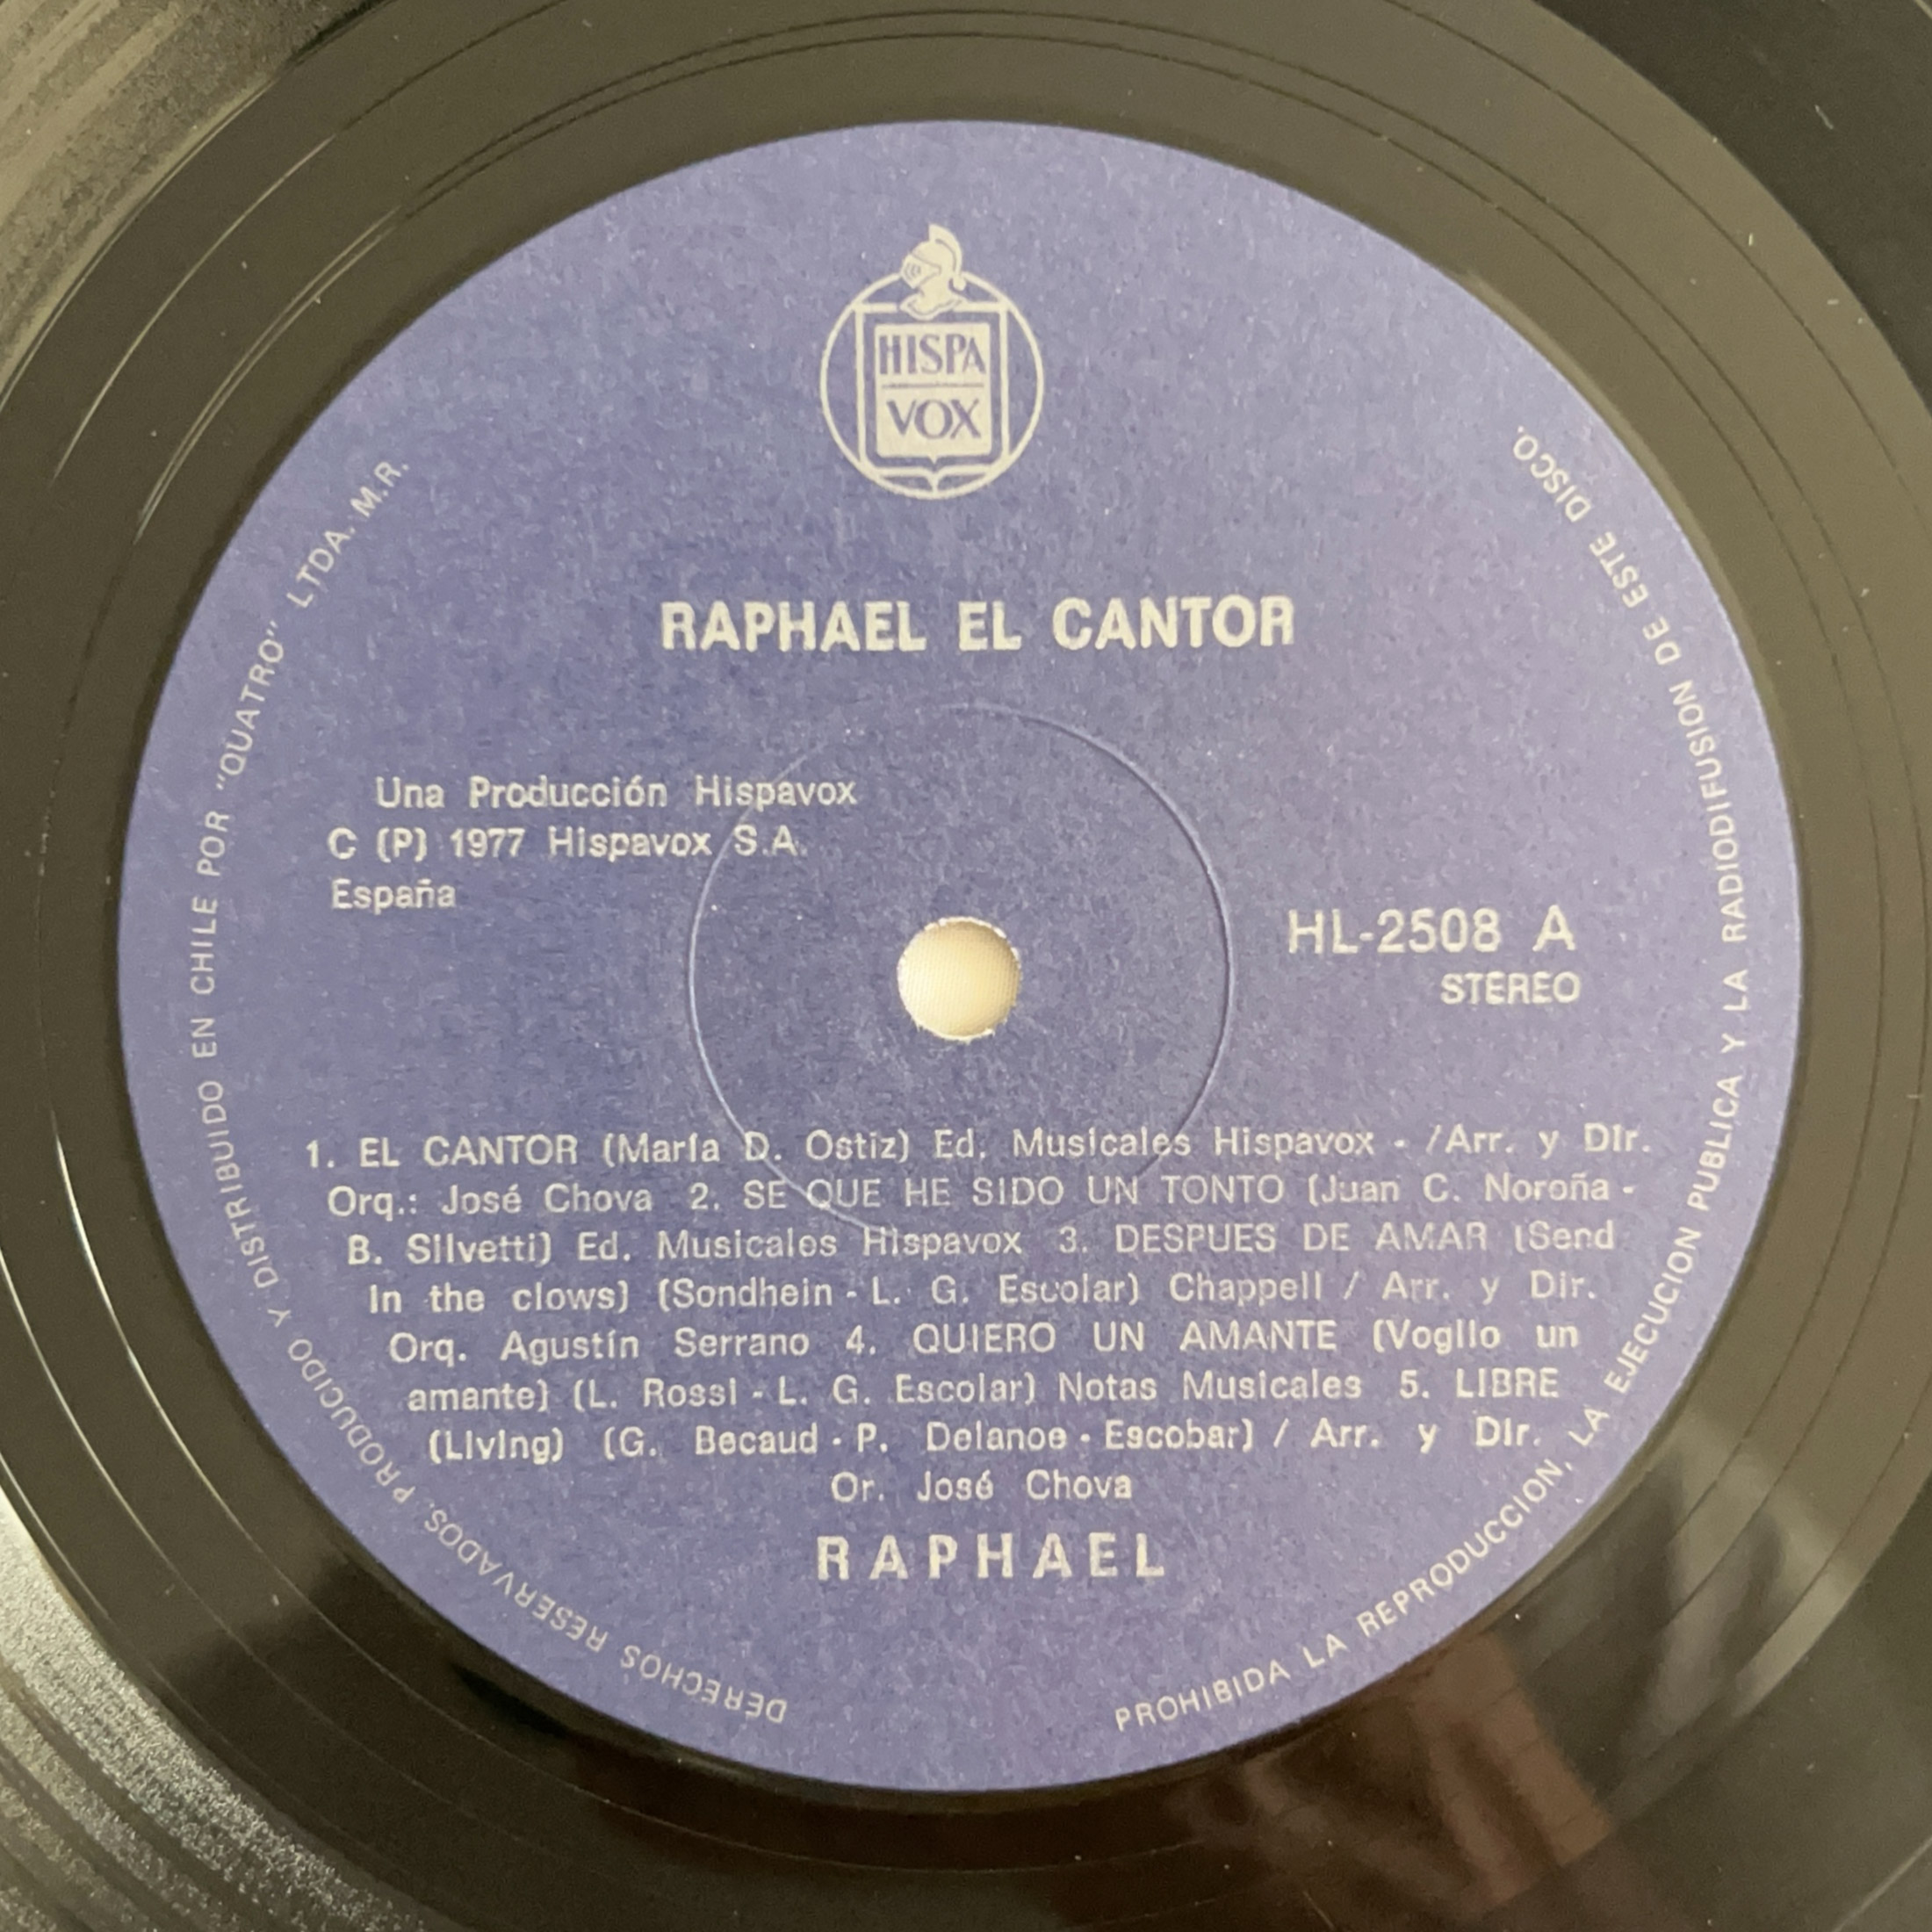 HISPA
VOX
RAPHAEL EL CANTOR
Una Producción Hispavox
C (P) 1977 Hispavox S.A.
España
HL-2508 A
STEREO
1. EL CANTOR (María D. Ostiz) Ed. Musicales Hispavox - /Arr. y Dir.
Orq.: José Chova 2. SE QUE HE SIDO UN TONTO (Juan C. Noroña -
B. Silvetti) Ed. Musicales Hispavox 3. DESPUES DE AMAR (Send
In the clows) (Sondhein - L. G. Escolar) Chappell / Arr. y Dir.
Orq. Agustín Serrano 4. QUIERO UN AMANTE (Voglio un
amante) (L. Rossi - L. G. Escolar) Notas Musicales 5. LIBRE
(Living) (G. Becaud - P. Delanoe - Escobar) / Arr. y Dir.
Or. José Chova
RAPHAEL
DERECHOS RESERVADOS. PRODUCIDO Y DISTRIBUIDO EN CHILE POR "QUATRO" LTDA. M.R.
PROHIBIDA LA REPRODUCCION, LA EJECUCION PUBLICA Y LA RADIODIFUSION DE ESTE DISCO.